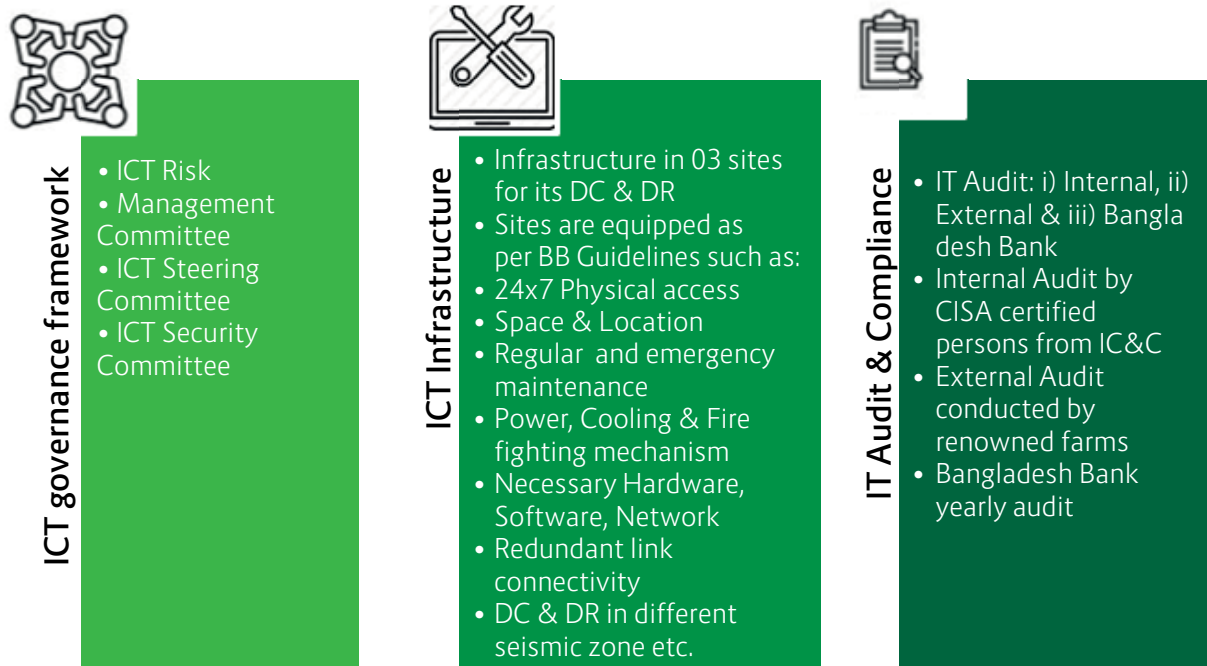 ICT governance framework
• ICT Risk
• Management
Committee
• ICT Steering
Committee
• ICT Security
Committee
ICT Infrastructure
• Infrastructure in 03 sites
for its DC & DR
• Sites are equipped as
per BB Guidelines such as:
• 24x7 Physical access
• Space & Location
• Regular and emergency
maintenance
• Power, Cooling & Fire
fighting mechanism
• Necessary Hardware,
Software, Network
• Redundant link
connectivity
• DC & DR in different
seismic zone etc.
IT Audit & Compliance
• IT Audit: i) Internal, ii)
External & iii) Bangla
desh Bank
• Internal Audit by
CISA certified
persons from IC&C
• External Audit
conducted by
renowned farms
• Bangladesh Bank
yearly audit